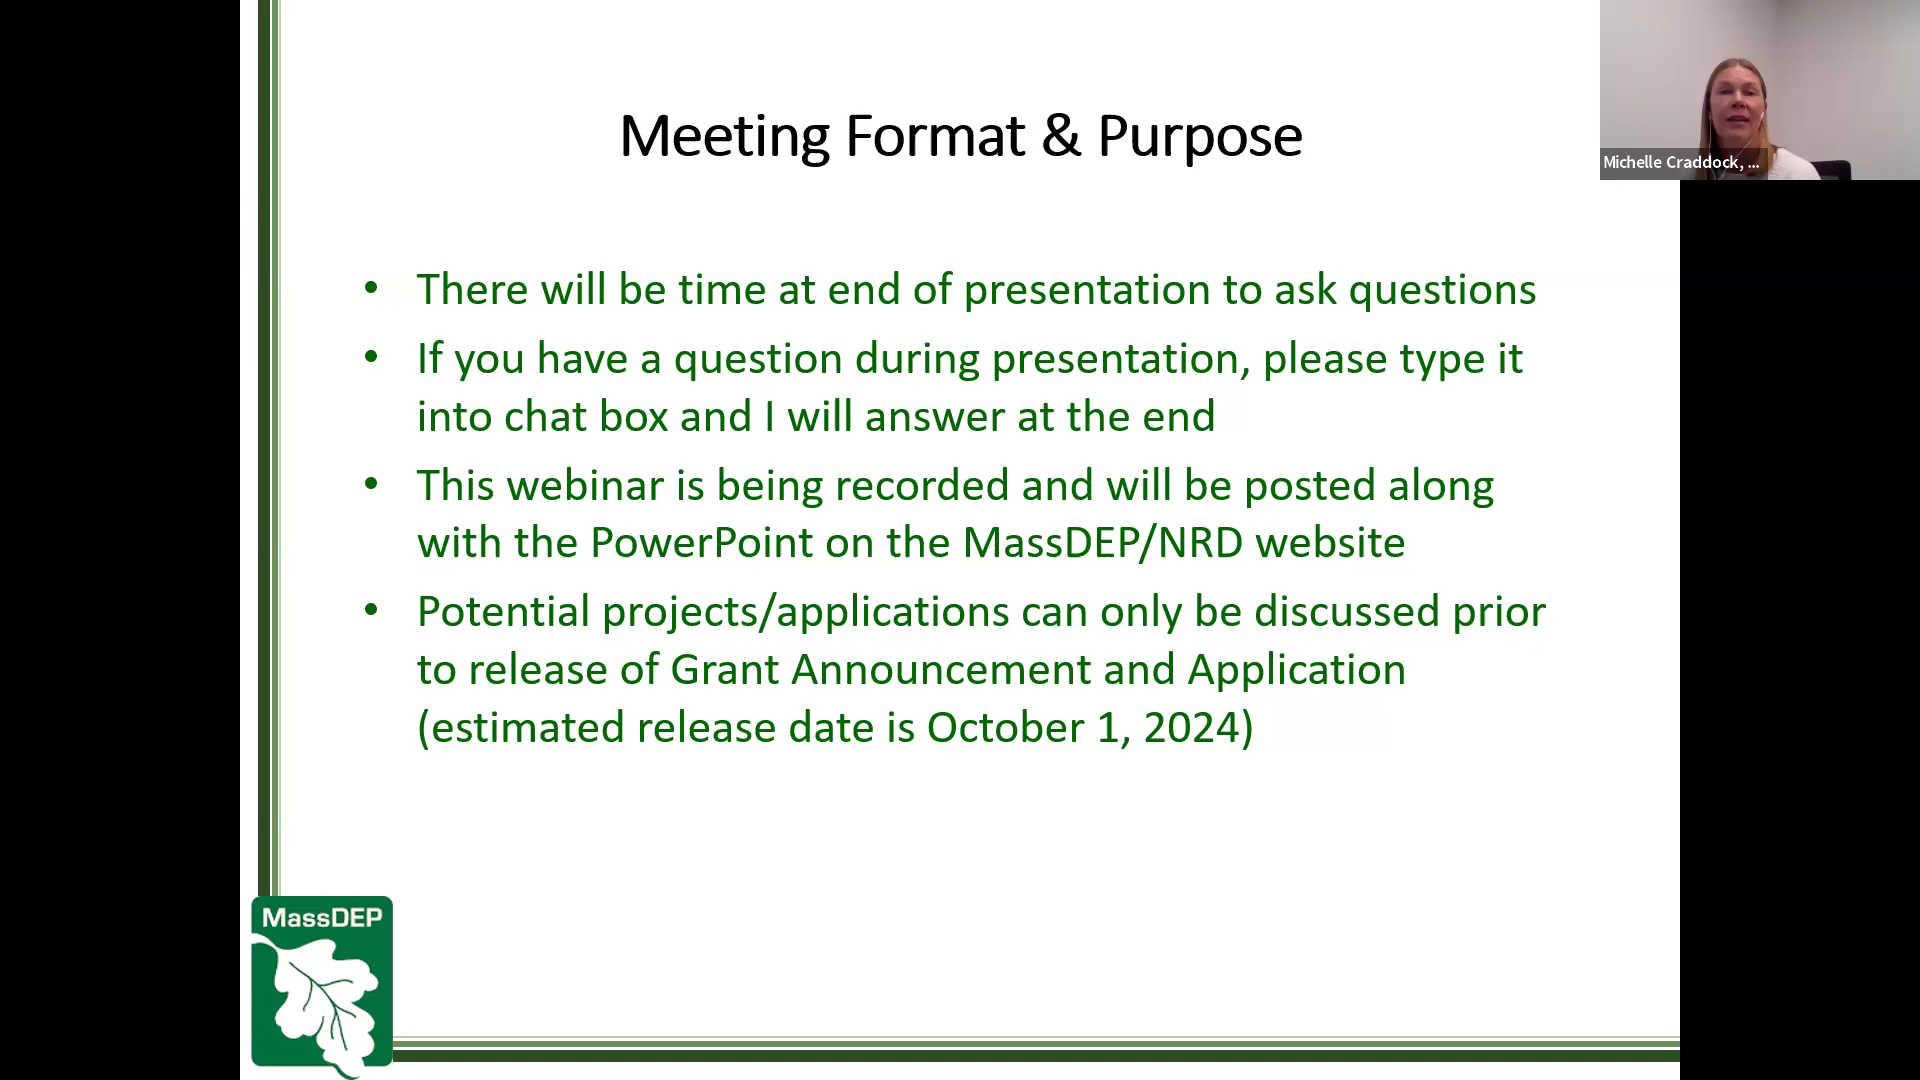 Meeting Format & Purpose
Michelle Craddock, ...
• There will be time at end of presentation to ask questions
• If you have a question during presentation, please type it
into chat box and I will answer at the end
• This webinar is being recorded and will be posted along
with the PowerPoint on the MassDEP/NRD website
• Potential projects/applications can only be discussed prior
to release of Grant Announcement and Application
(estimated release date is October 1, 2024)
MassDEP